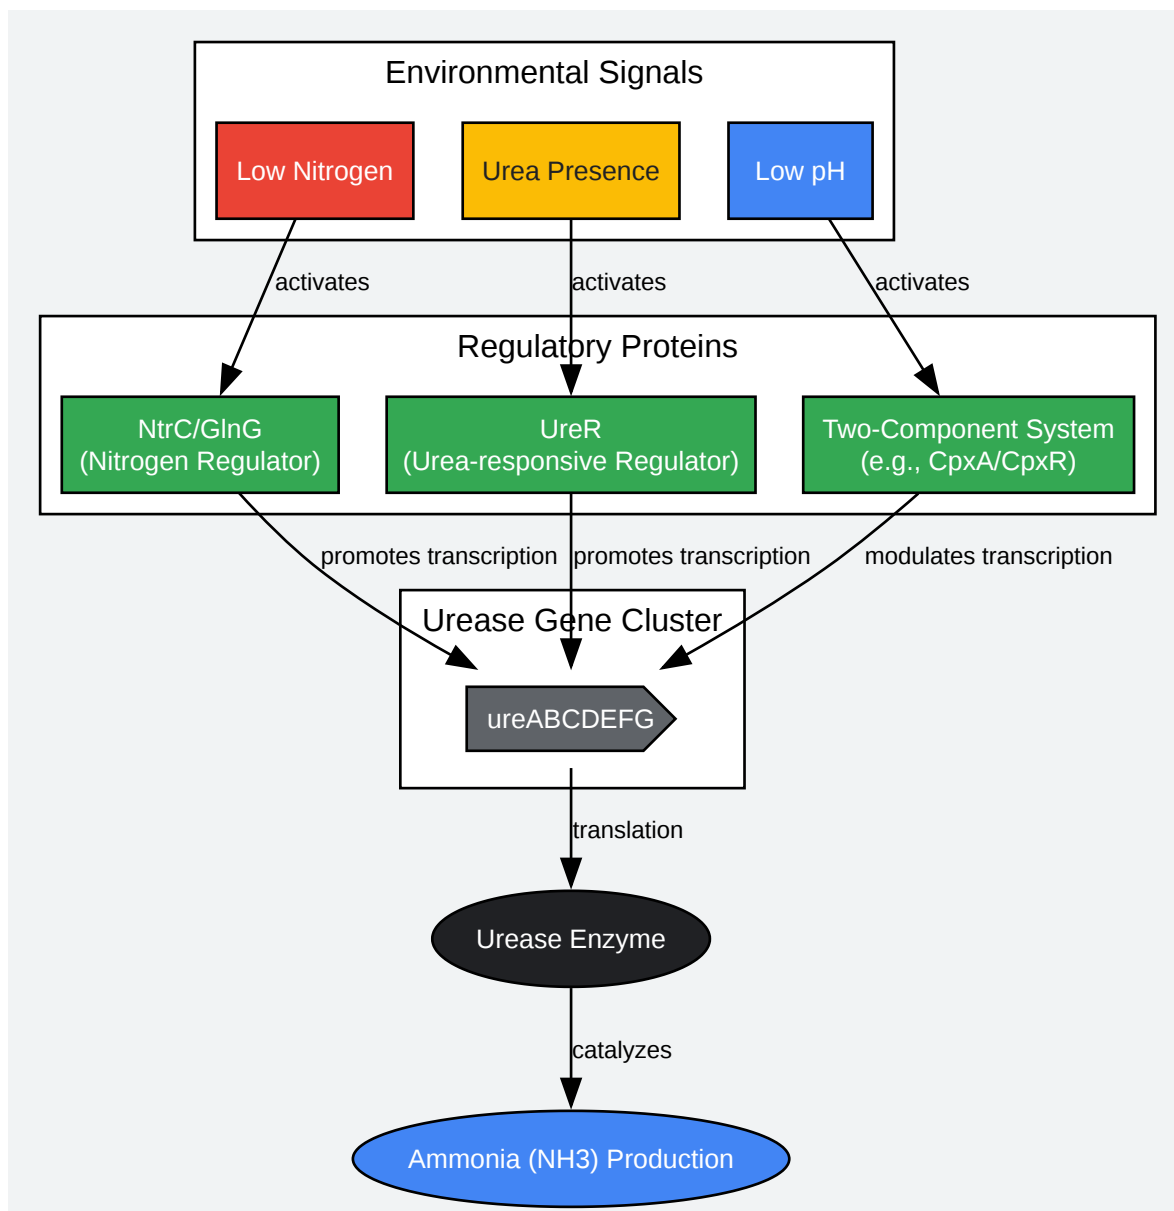 Environmental Signals
Low Nitrogen
Urea Presence
Low pH
activates
activates
activates
Regulatory Proteins
NtrC/GlnG
(Nitrogen Regulator)
UreR
(Urea-responsive Regulator)
Two-Component System
(e.g., CpxA/CpxR)
promotes transcription
promotes transcription
modulates transcription
Urease Gene Cluster
ureABCDEFG
translation
Urease Enzyme
catalyzes
Ammonia (NH3) Production